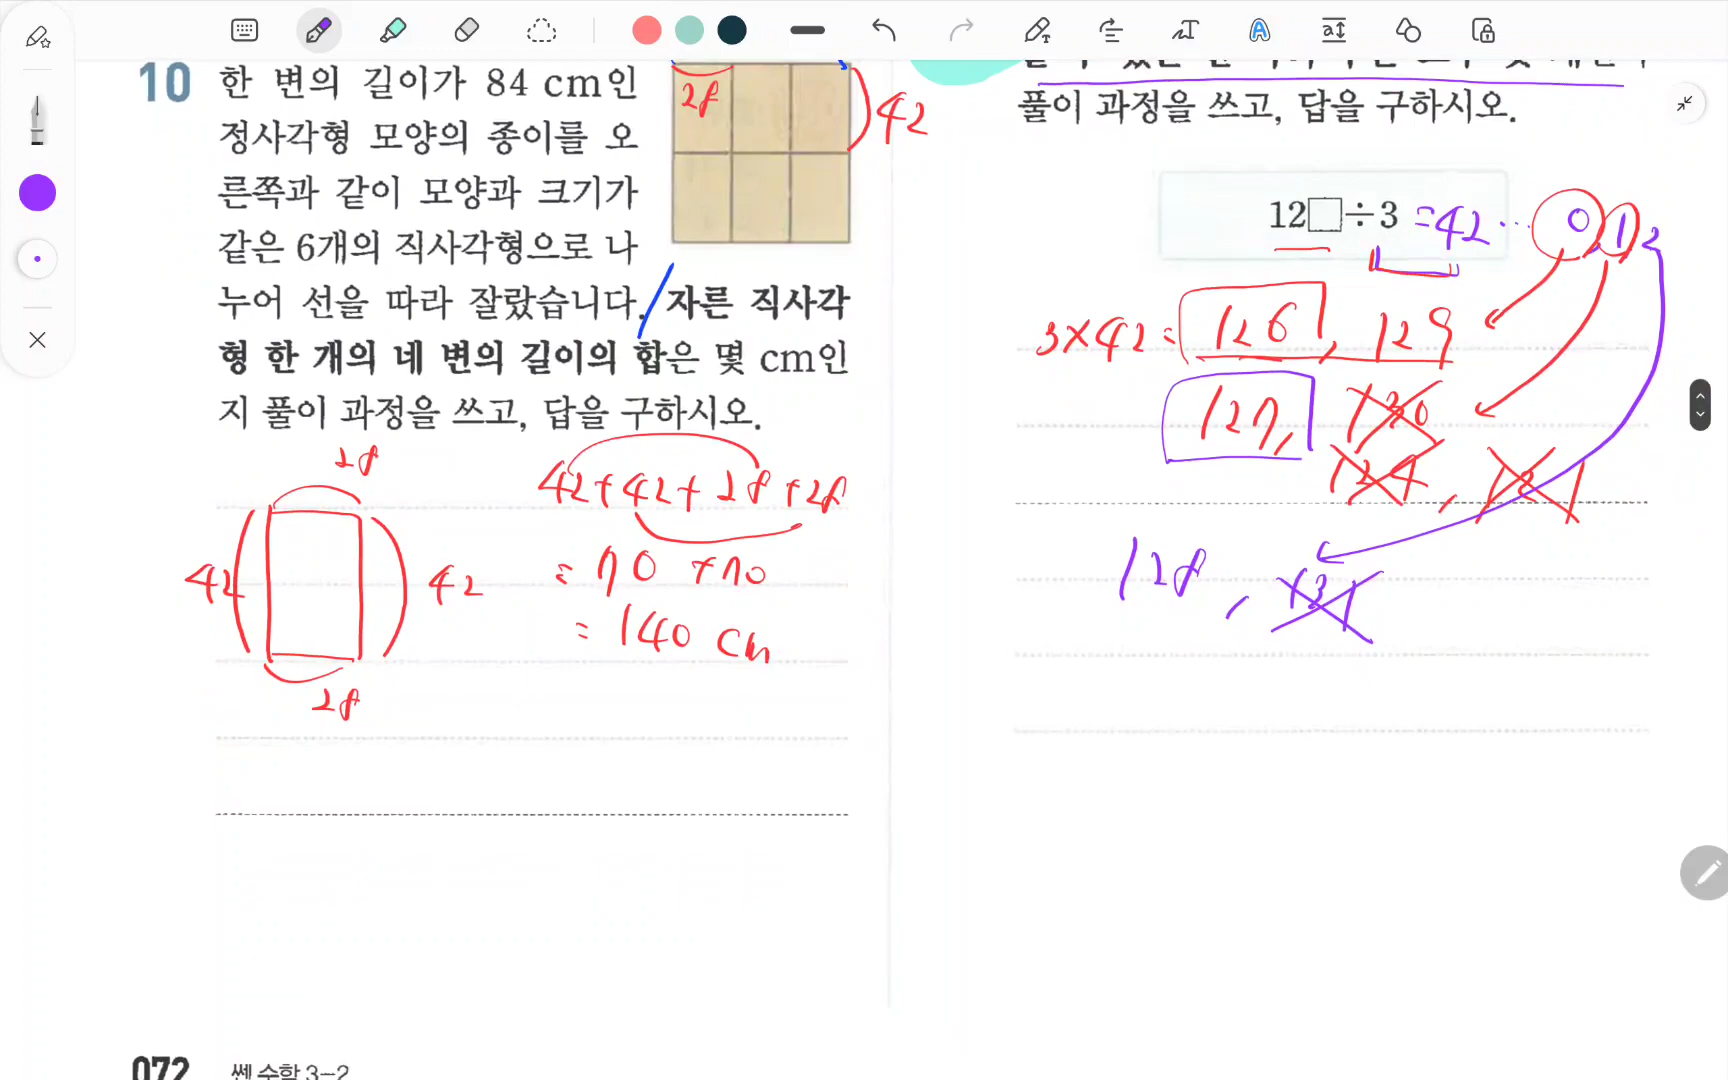 10 한 변의 길이가 84 cm인
정사각형 모양의 종이를 오
른쪽과 같이 모양과 크기가
같은 6개의 직사각형으로 나
누어 선을 따라 잘랐습니다. 자른 직사각
형 한 개의 네 변의 길이의 합은 몇 cm인
지 풀이 과정을 쓰고, 답을 구하시오.
28
42
28
42
42
28
42+42+28+28
= 70 +70
= 140 cm
풀이 과정을 쓰고, 답을 구하시오.
12□÷3 =42 ··· 0 1 2
3×42= 126, 129
127, 130
124, 121
128, 131
072 쎈 수학 3-2